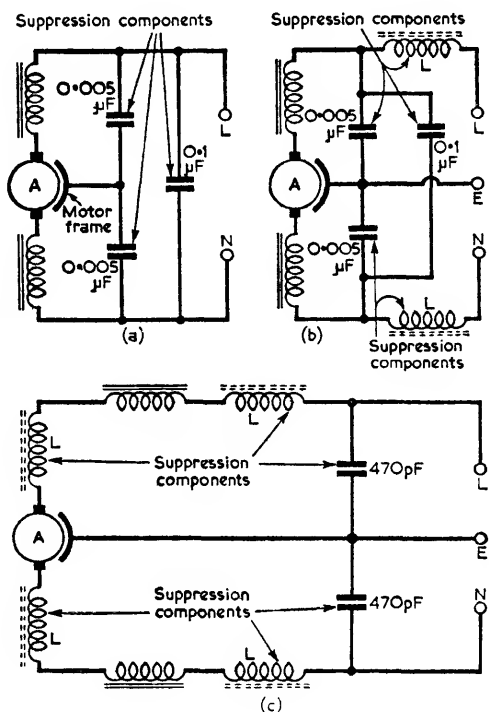 Suppression components
0·005
µF
L
0·1
µF
A
Motor
frame
0·005
µF
N
(a)
Suppression components
L
0·005
µF
0·1
µF
L
A
E
0·005
µF
N
L
(b)
Suppression
components
L
L
Suppression
components
470pF
L
A
E
Suppression
components
470pF
N
L
L
(c)